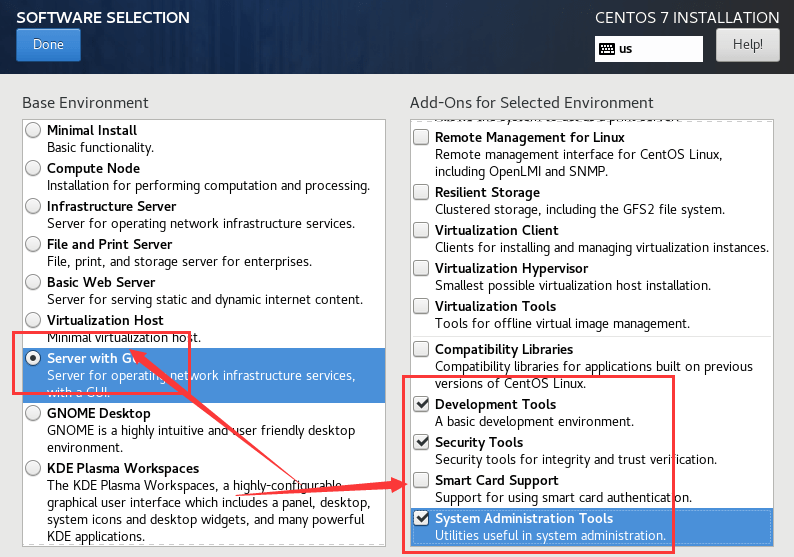 SOFTWARE SELECTION
CENTOS 7 INSTALLATION
Done
us
Help!
Base Environment
Minimal Install
Basic functionality.
Compute Node
Installation for performing computation and processing.
Infrastructure Server
Server for operating network infrastructure services.
File and Print Server
File, print, and storage server for enterprises.
Basic Web Server
Server for serving static and dynamic internet content.
Virtualization Host
Minimal virtualization host.
Server with GUI
Server for operating network infrastructure services,
with a GUI.
GNOME Desktop
GNOME is a highly intuitive and user friendly desktop
environment.
KDE Plasma Workspaces
The KDE Plasma Workspaces, a highly-configurable
graphical user interface which includes a panel, desktop,
system icons and desktop widgets, and many powerful
KDE applications.
Add-Ons for Selected Environment
Allows the system to act as a print server.
Remote Management for Linux
Remote management interface for CentOS Linux,
including OpenLMI and SNMP.
Resilient Storage
Clustered storage, including the GFS2 file system.
Virtualization Client
Clients for installing and managing virtualization instances.
Virtualization Hypervisor
Smallest possible virtualization host installation.
Virtualization Tools
Tools for offline virtual image management.
Compatibility Libraries
Compatibility libraries for applications built on previous
versions of CentOS Linux.
Development Tools
A basic development environment.
Security Tools
Security tools for integrity and trust verification.
Smart Card Support
Support for using smart card authentication.
System Administration Tools
Utilities useful in system administration.